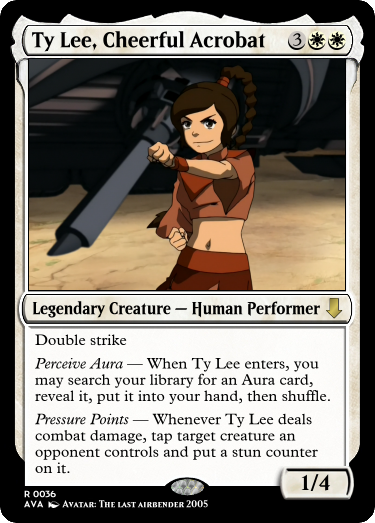 Ty Lee, Cheerful Acrobat 3
Legendary Creature — Human Performer
Double strike
Perceive Aura — When Ty Lee enters, you
may search your library for an Aura card,
reveal it, put it into your hand, then shuffle.
Pressure Points — Whenever Ty Lee deals
combat damage, tap target creature an
opponent controls and put a stun counter
on it.
1/4
R 0036
AVA Avatar: The last airbender 2005